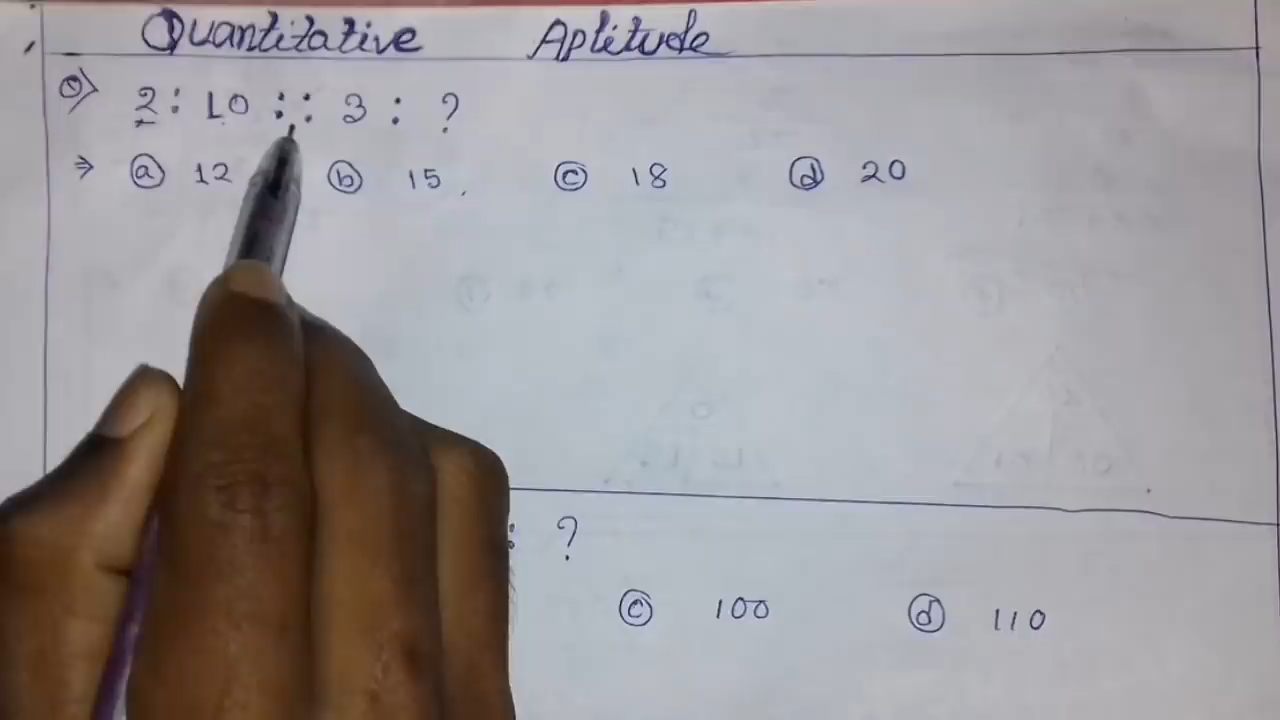 Quantitative Aptitude
Q) 2 : 10 :: 3 : ?
⇒ ⓐ 12 ⓑ 15 ⓒ 18 ⓓ 20
: ?
ⓒ 100 ⓓ 110